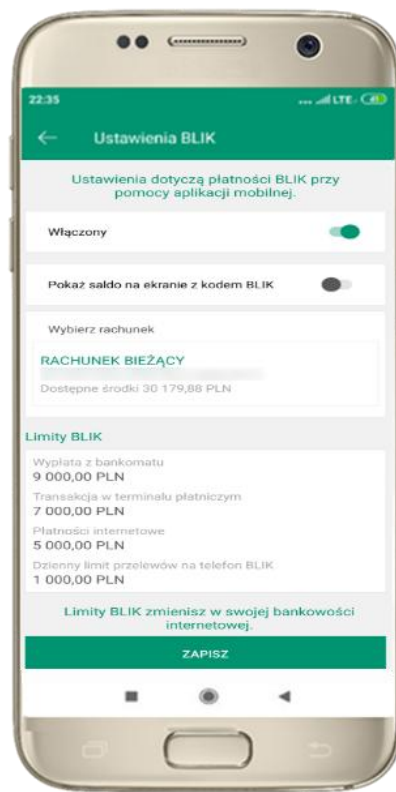 22:35
... LTE
Ustawienia BLIK
Ustawienia dotyczą płatności BLIK przy
pomocy aplikacji mobilnej.
Włączony
Pokaż saldo na ekranie z kodem BLIK
Wybierz rachunek
RACHUNEK BIEŻĄCY
Dostępne środki 30 179,88 PLN
Limity BLIK
Wypłata z bankomatu
9 000,00 PLN
Transakcja w terminalu płatniczym
7 000,00 PLN
Płatności internetowe
5 000,00 PLN
Dzienny limit przelewów na telefon BLIK
1 000,00 PLN
Limity BLIK zmienisz w swojej bankowości
internetowej.
ZAPISZ